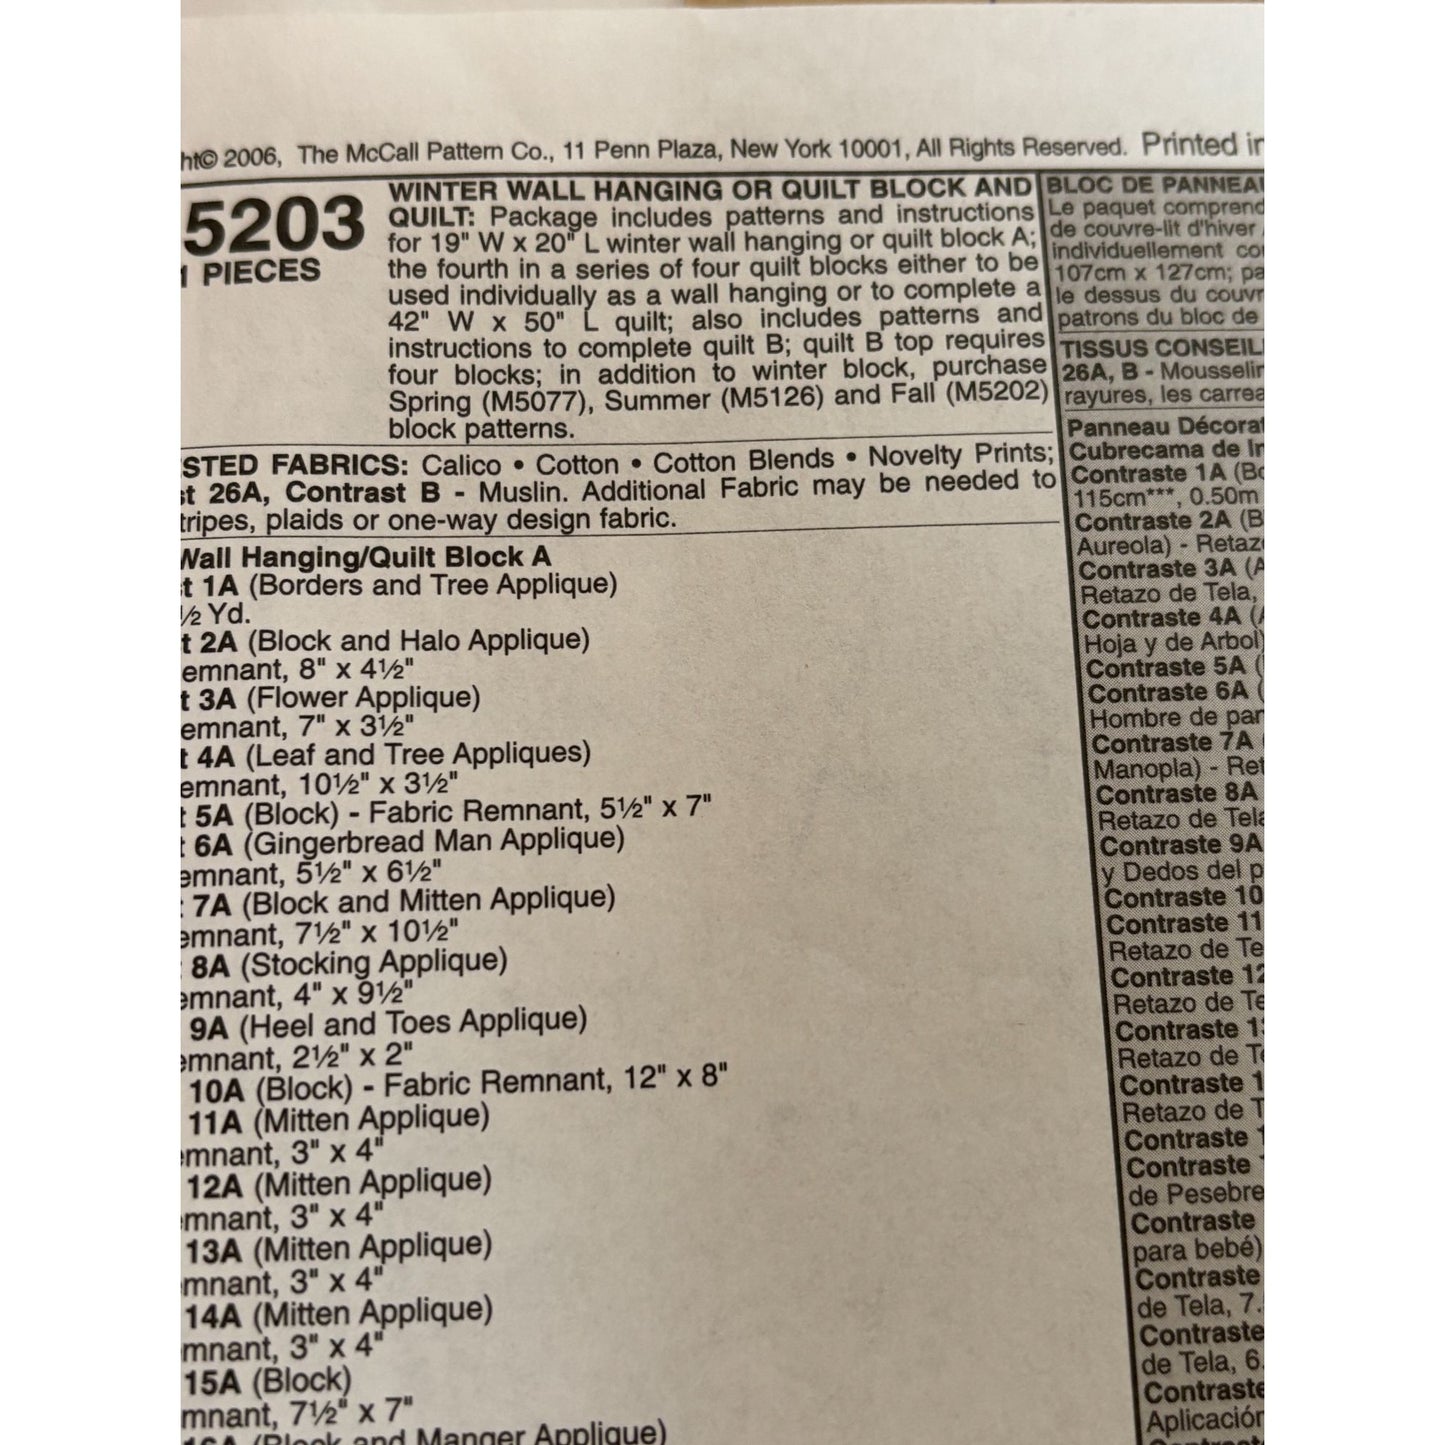 ht© 2006, The McCall Pattern Co., 11 Penn Plaza, New York 10001, All Rights Reserved. Printed in
5203
1 PIECES
WINTER WALL HANGING OR QUILT BLOCK AND
QUILT: Package includes patterns and instructions
for 19" W x 20" L winter wall hanging or quilt block A;
the fourth in a series of four quilt blocks either to be
used individually as a wall hanging or to complete a
42" W x 50" L quilt; also includes patterns and
instructions to complete quilt B; quilt B top requires
four blocks; in addition to winter block, purchase
Spring (M5077), Summer (M5126) and Fall (M5202)
block patterns.
STED FABRICS: Calico • Cotton • Cotton Blends • Novelty Prints;
st 26A, Contrast B - Muslin. Additional Fabric may be needed to
tripes, plaids or one-way design fabric.
Wall Hanging/Quilt Block A
t 1A (Borders and Tree Applique)
½ Yd.
t 2A (Block and Halo Applique)
emnant, 8" x 4½"
t 3A (Flower Applique)
emnant, 7" x 3½"
t 4A (Leaf and Tree Appliques)
emnant, 10½" x 3½"
t 5A (Block) - Fabric Remnant, 5½" x 7"
t 6A (Gingerbread Man Applique)
emnant, 5½" x 6½"
7A (Block and Mitten Applique)
emnant, 7½" x 10½"
8A (Stocking Applique)
emnant, 4" x 9½"
9A (Heel and Toes Applique)
emnant, 2½" x 2"
10A (Block) - Fabric Remnant, 12" x 8"
11A (Mitten Applique)
emnant, 3" x 4"
12A (Mitten Applique)
mnant, 3" x 4"
13A (Mitten Applique)
mnant, 3" x 4"
14A (Mitten Applique)
mnant, 3" x 4"
15A (Block)
mnant, 7½" x 7"
16A (Block and Manger Applique)
BLOC DE PANNEAU
Le paquet comprend
de couvre-lit d'hiver
individuellement co
107cm x 127cm; pa
le dessus du couvr
patrons du bloc de
TISSUS CONSEIL
26A, B - Mousselin
rayures, les carrea
Panneau Décorat
Cubrecama de In
Contraste 1A (Bo
115cm***, 0.50m
Contraste 2A (B
Aureola) - Retaz
Contraste 3A (A
Retazo de Tela,
Contraste 4A (
Hoja y de Arbol)
Contraste 5A (
Contraste 6A (
Hombre de pan
Contraste 7A
Manopla) - Ret
Contraste 8A
Retazo de Tela
Contraste 9A
y Dedos del p
Contraste 10
Contraste 11
Retazo de Te
Contraste 12
Retazo de Te
Contraste 13
Retazo de Te
Contraste 1
Retazo de T
Contraste 1
Contraste
de Pesebre
Contraste
para bebé)
Contraste
de Tela, 7.
Contraste
de Tela, 6.
Contraste
Aplicación
Contraste